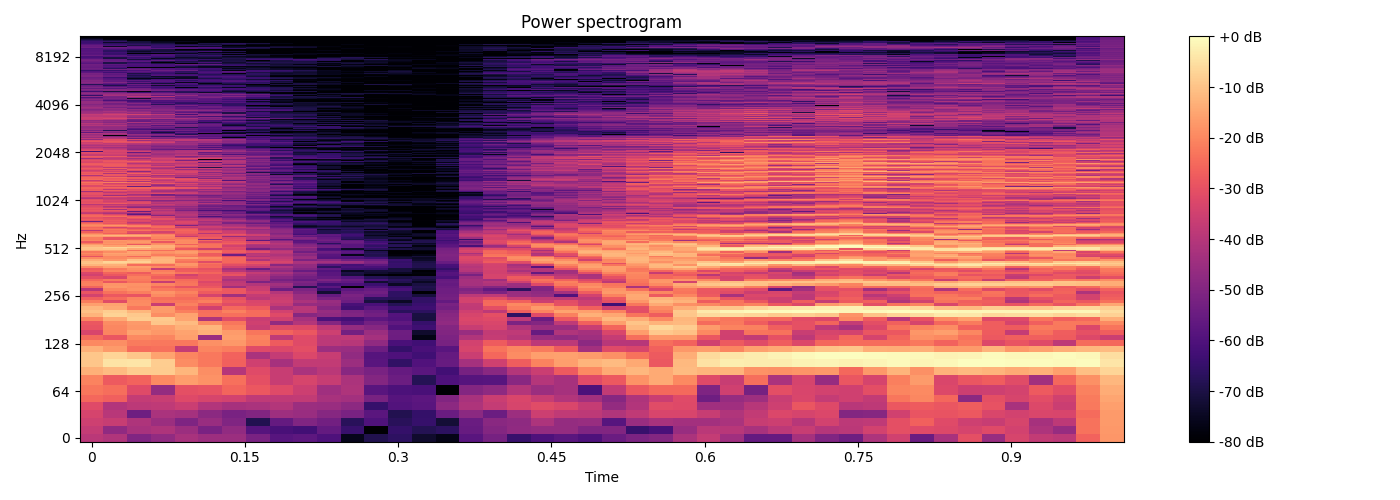 Power spectrogram
Hz
8192
4096
2048
1024
512
256
128
64
0
0 0.15 0.3 0.45 0.6 0.75 0.9
Time
+0 dB
-10 dB
-20 dB
-30 dB
-40 dB
-50 dB
-60 dB
-70 dB
-80 dB